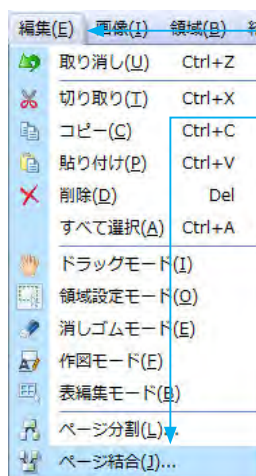 編集(E) 画像(I) 領域(B)
取り消し(U) Ctrl+Z
切り取り(T) Ctrl+X
コピー(C) Ctrl+C
貼り付け(P) Ctrl+V
削除(D) Del
すべて選択(A) Ctrl+A
ドラッグモード(I)
領域設定モード(O)
消しゴムモード(E)
作図モード(F)
表編集モード(B)
ページ分割(L)...
ページ結合(J)...